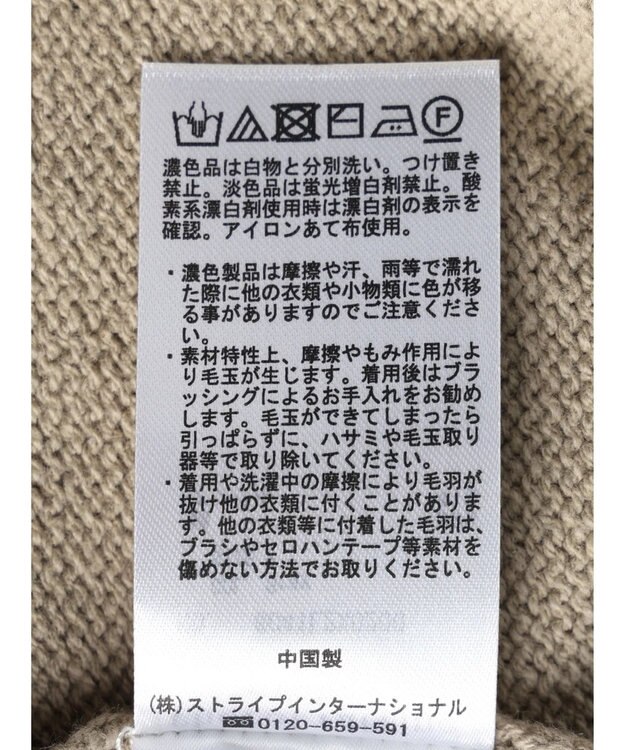 濃色品は白物と分別洗い。つけ置き
禁止。淡色品は蛍光増白剤禁止。酸
素系漂白剤使用時は漂白剤の表示を
確認。アイロンあて布使用。
・濃色製品は摩擦や汗、雨等で濡れ
た際に他の衣類や小物類に色が移
る事がありますのでご注意くださ
い。
・素材特性上、摩擦やもみ作用によ
り毛玉が生じます。着用後はブラ
ッシングによるお手入れをお勧め
します。毛玉ができてしまったら
引っぱらずに、ハサミや毛玉取り
器等で取り除いてください。
・着用や洗濯中の摩擦により毛羽が
抜け他の衣類に付くことがありま
す。他の衣類等に付着した毛羽は、
ブラシやセロハンテープ等素材を
傷めない方法でお取りください。
中国製
(株)ストライプインターナショナル
0120-659-591